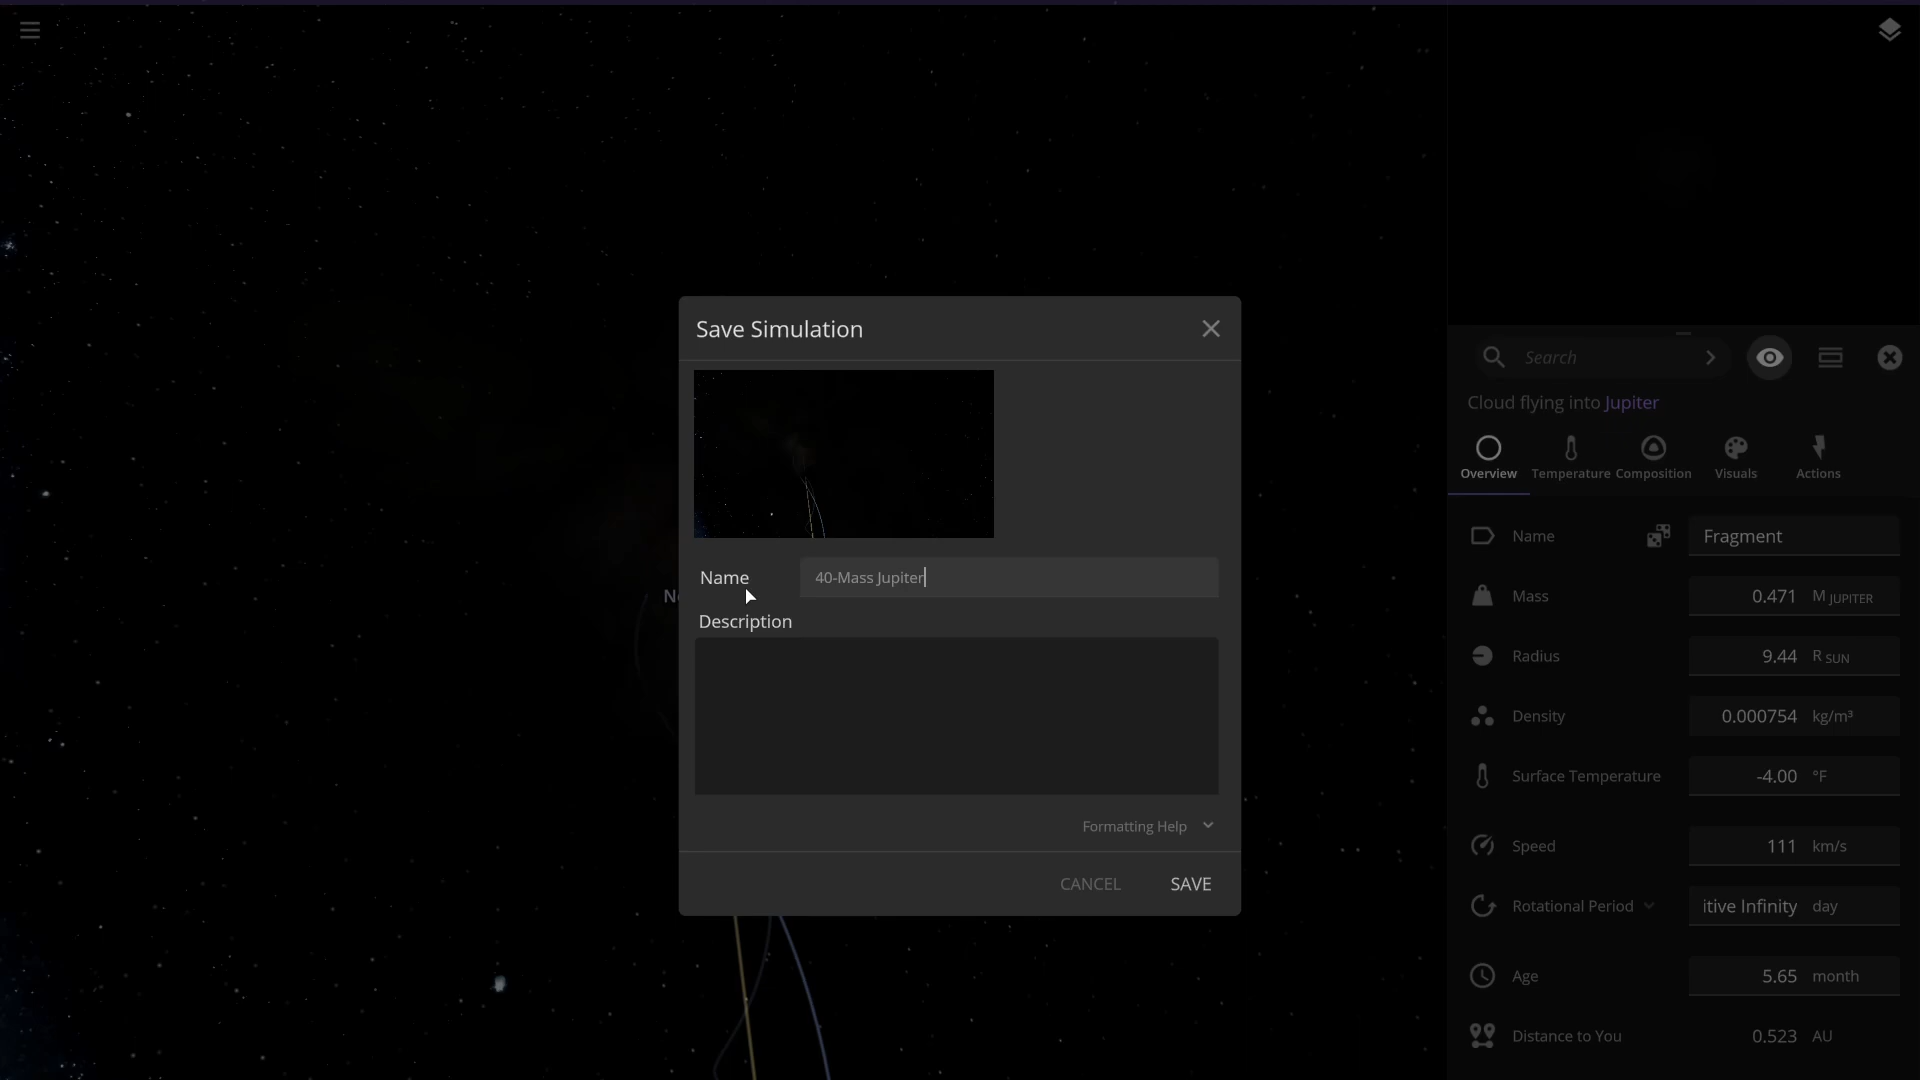 Save Simulation
Name 40-Mass Jupiter
Description
Formatting Help
CANCEL SAVE
Search
Cloud flying into Jupiter
Overview Temperature Composition Visuals Actions
Name Fragment
Mass 0.471 M JUPITER
Radius 9.44 R SUN
Density 0.000754 kg/m³
Surface Temperature -4.00 °F
Speed 111 km/s
Rotational Period itive Infinity day
Age 5.65 month
Distance to You 0.523 AU